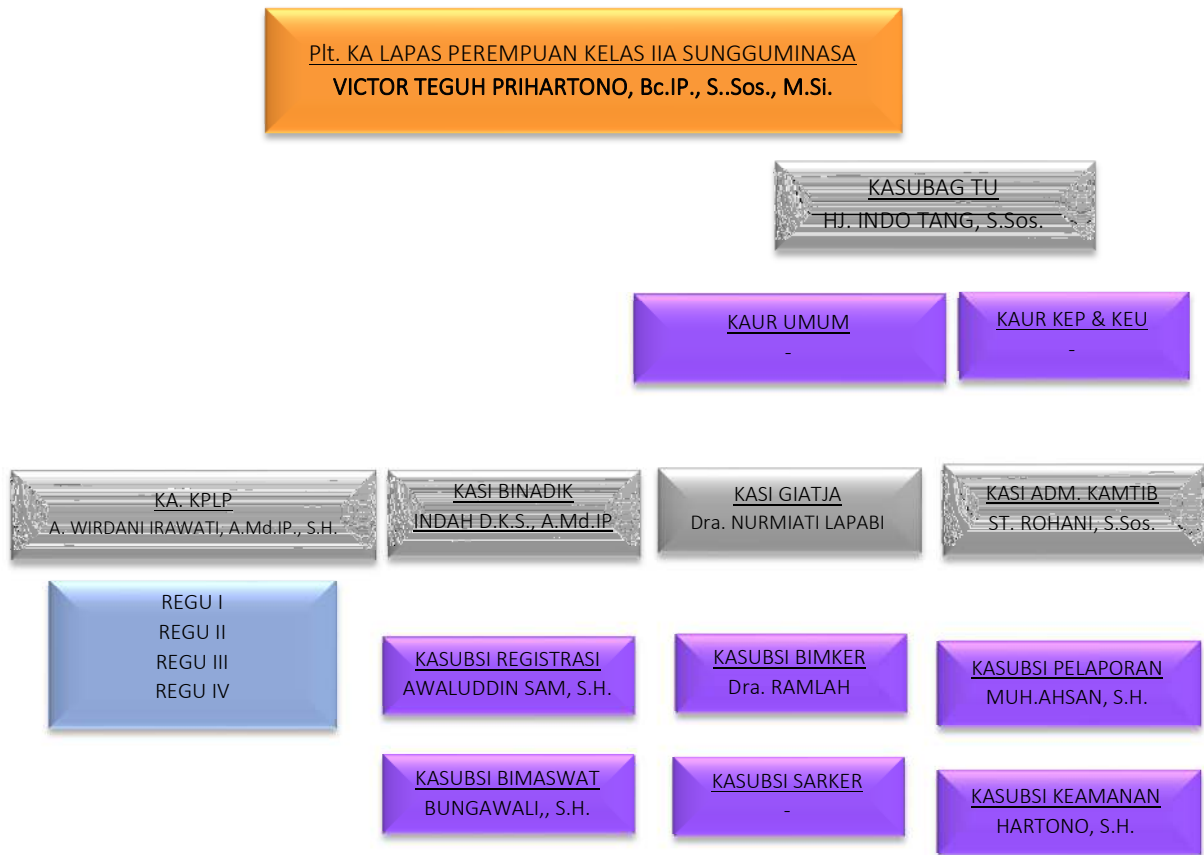 Plt. KA LAPAS PEREMPUAN KELAS IIA SUNGGUMINASA
VICTOR TEGUH PRIHARTONO, Bc.IP., S..Sos., M.Si.
KASUBAG TU
HJ. INDO TANG, S.Sos.
KAUR UMUM
-
KAUR KEP & KEU
-
KA. KPLP
A. WIRDANI IRAWATI, A.Md.IP., S.H.
KASI BINADIK
INDAH D.K.S., A.Md.IP
KASI GIATJA
Dra. NURMIATI LAPABI
KASI ADM. KAMTIB
ST. ROHANI, S.Sos.
REGU I
REGU II
REGU III
REGU IV
KASUBSI REGISTRASI
AWALUDDIN SAM, S.H.
KASUBSI BIMKER
Dra. RAMLAH
KASUBSI PELAPORAN
MUH.AHSAN, S.H.
KASUBSI BIMASWAT
BUNGAWALI,, S.H.
KASUBSI SARKER
-
KASUBSI KEAMANAN
HARTONO, S.H.